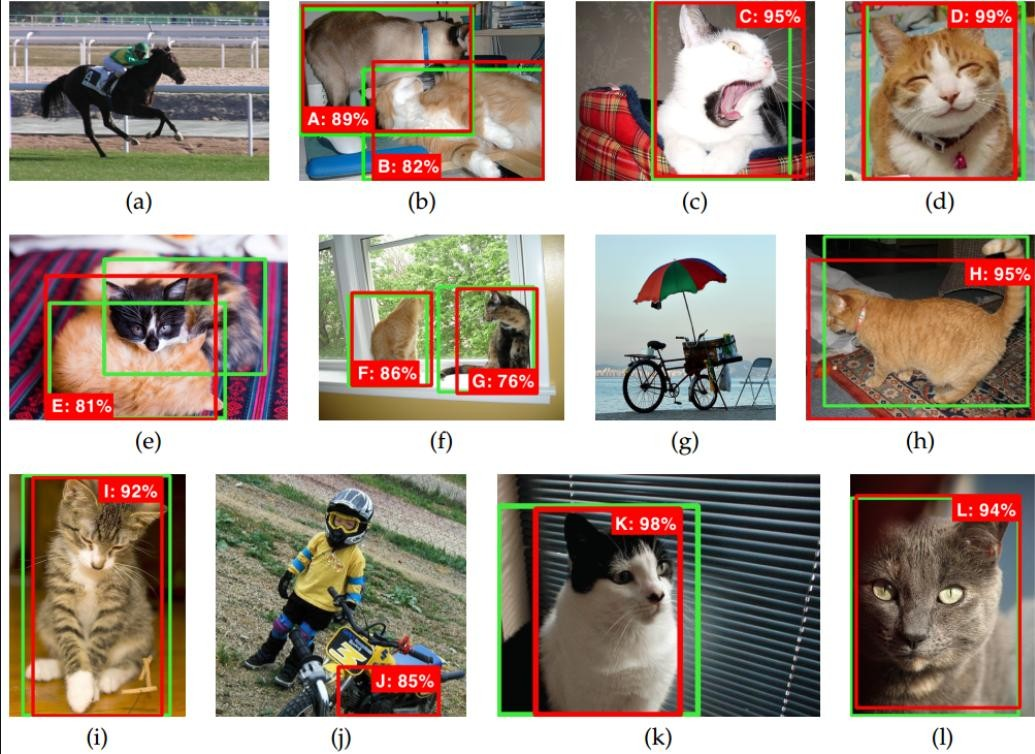 C: 95%
D: 99%
A: 89%
B: 82%
(a)
(b)
(c)
(d)
H: 95%
F: 86%
G: 76%
E: 81%
(e)
(f)
(g)
(h)
I: 92%
L: 94%
K: 98%
J: 85%
(i)
(j)
(k)
(l)